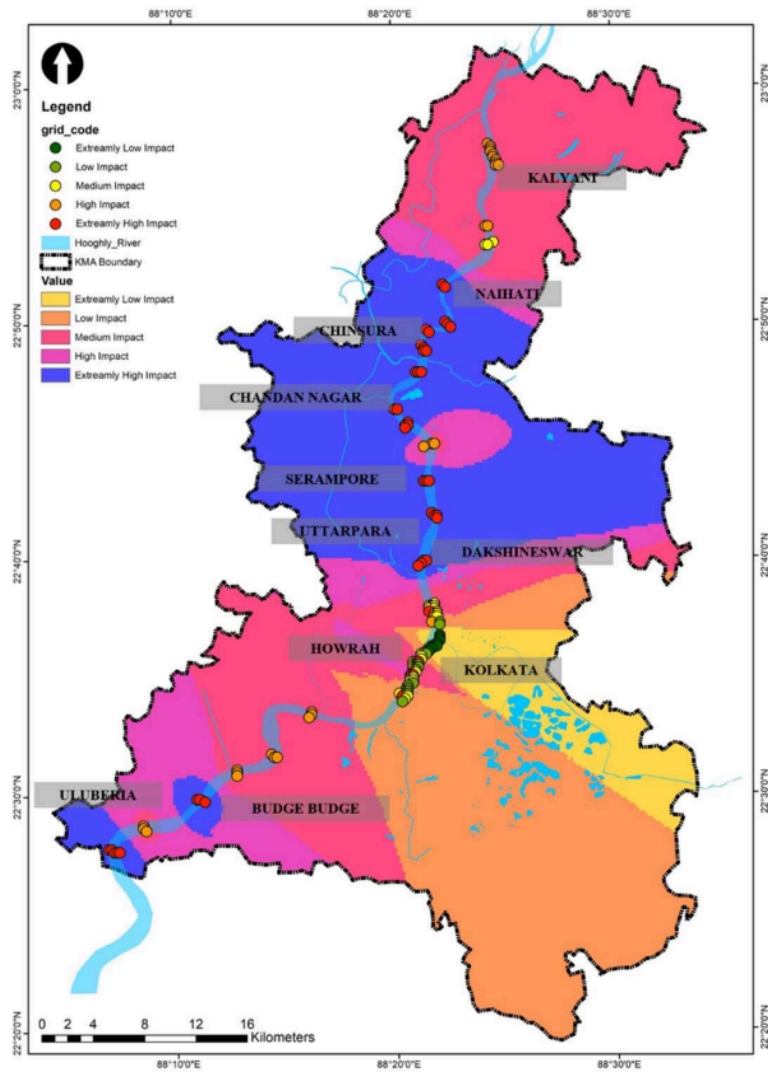 88°10'0"E
88°20'0"E
88°30'0"E
23°0'0"N
23°0'0"N
Legend
grid_code
Extreamly Low Impact
Low Impact
Medium Impact
High Impact
Extreamly High Impact
Hooghly_River
KMA Boundary
Value
Extreamly Low Impact
Low Impact
Medium Impact
High Impact
Extreamly High Impact
KALYANI
NAIHATI
22°50'0"N
22°50'0"N
CHINSURA
CHANDAN NAGAR
SERAMPORE
UTTARPARA
DAKSHINESWAR
22°40'0"N
22°40'0"N
HOWRAH
KOLKATA
22°30'0"N
22°30'0"N
ULUBERIA
BUDGE BUDGE
22°20'0"N
22°20'0"N
0 2 4 8 12 16
Kilometers
88°10'0"E
88°20'0"E
88°30'0"E